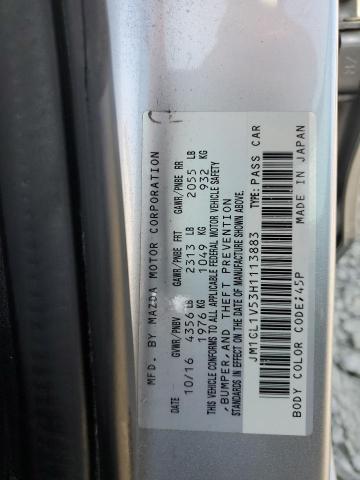 MFD. BY MAZDA MOTOR CORPORATION
DATE GVWR/PNBV GAWR/PNBE FRT GAWR/PNBE RR
10/16 4356 LB 2313 LB 2055 LB
1976 KG 1049 KG 932 KG
THIS VEHICLE CONFORMS TO ALL APPLICABLE FEDERAL MOTOR VEHICLE SAFETY
,BUMPER,AND THEFT PREVENTION
STANDARDS IN EFFECT ON THE DATE OF MANUFACTURE SHOWN ABOVE.
JM1GL1V53H1113883 TYPE:PASS CAR
BODY COLOR CODE;45P MADE IN JAPAN